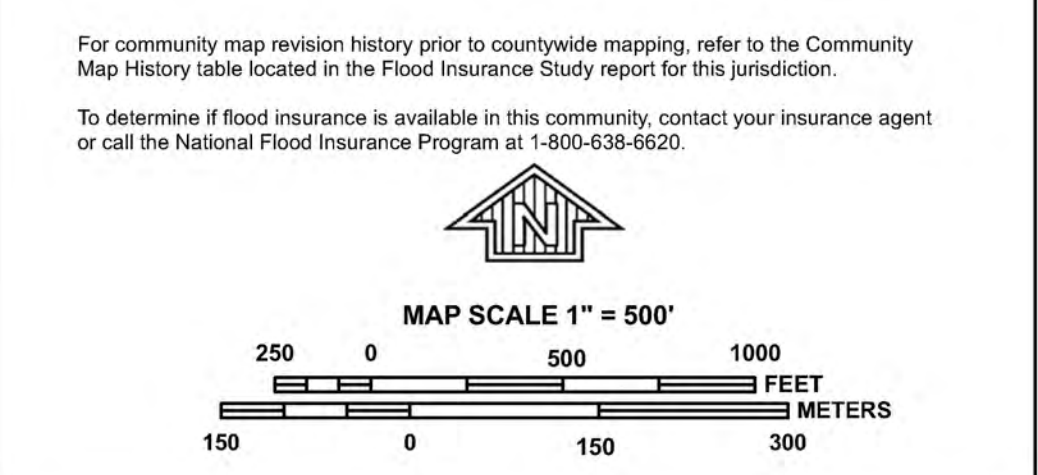 For community map revision history prior to countywide mapping, refer to the Community
Map History table located in the Flood Insurance Study report for this jurisdiction.
To determine if flood insurance is available in this community, contact your insurance agent
or call the National Flood Insurance Program at 1-800-638-6620.
N
MAP SCALE 1" = 500'
250 0 500 1000
FEET
METERS
150 0 150 300